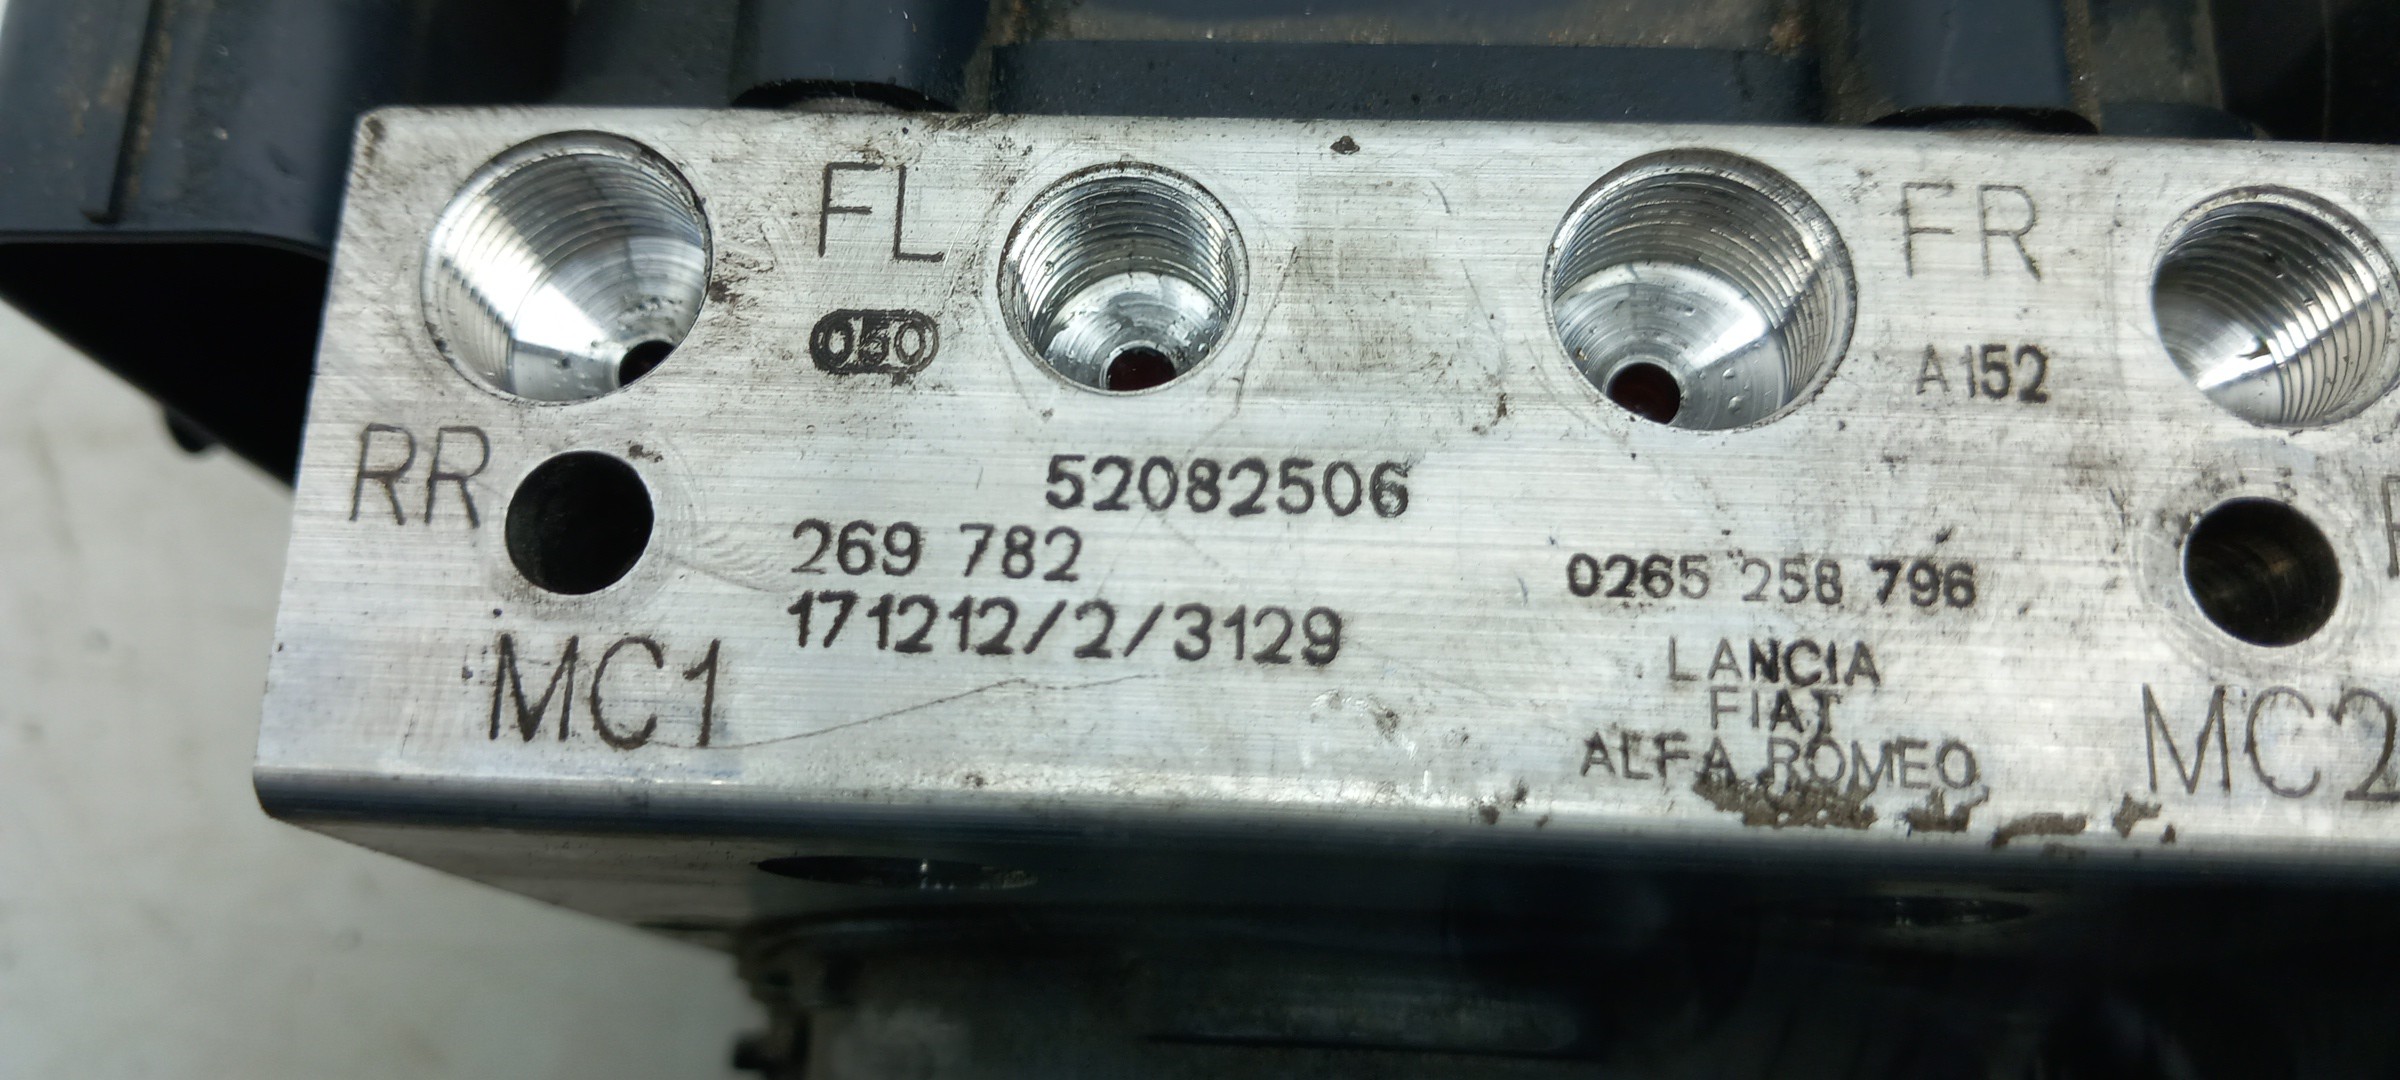 FL
FR
050
A152
RR
52082506
269 782
0265 258 796
171212/2/3129
MC1
LANCIA
FIAT
ALFA ROMEO
MC2